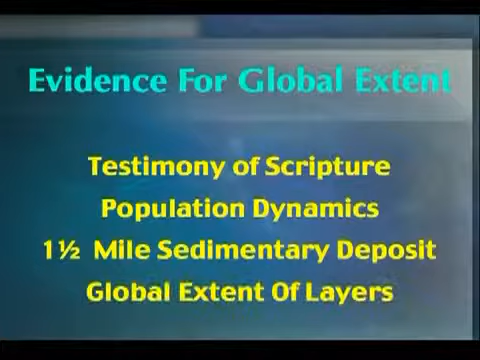 Evidence For Global Extent
Testimony of Scripture
Population Dynamics
1½ Mile Sedimentary Deposit
Global Extent Of Layers